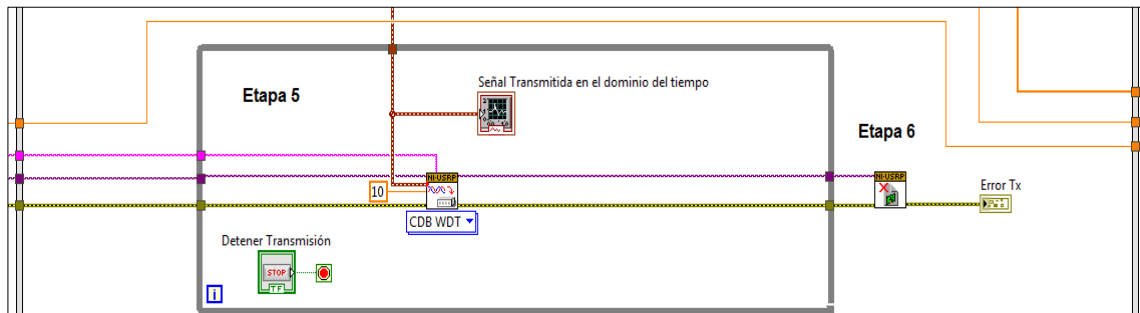 Etapa 5
Señal Transmitida en el dominio del tiempo
Etapa 6
NI-USRP
10
CDB WDT
NI-USRP
Error Tx
Detener Transmisión
STOP
TF
i